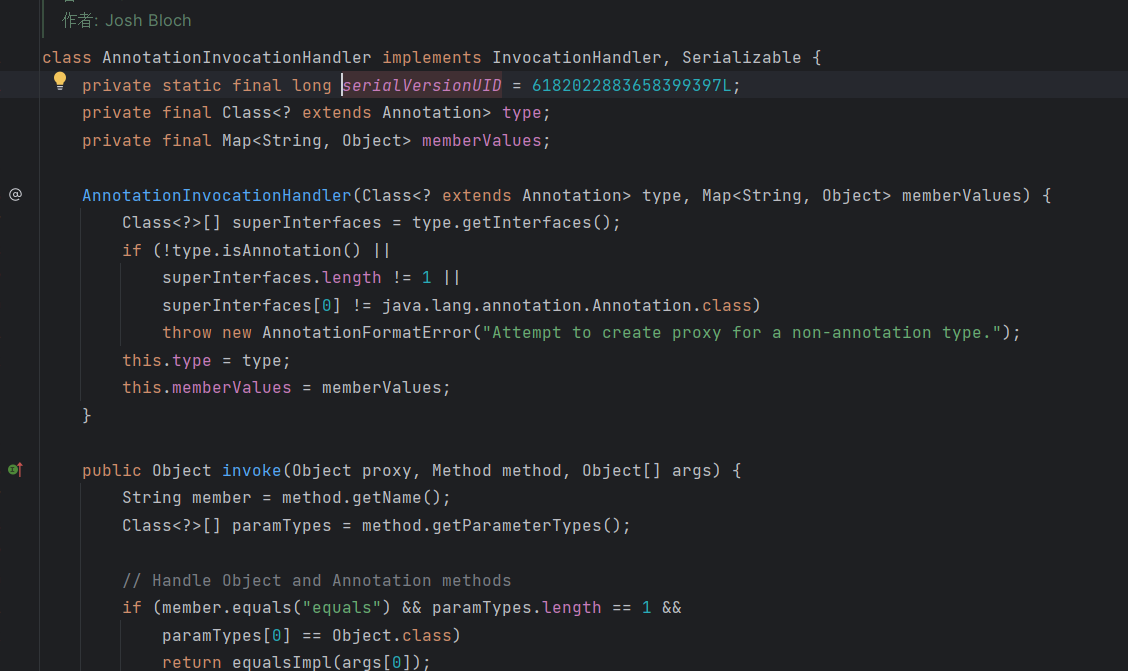 作者: Josh Bloch
class AnnotationInvocationHandler implements InvocationHandler, Serializable {
private static final long serialVersionUID = 6182022883658399397L;
private final Class<? extends Annotation> type;
private final Map<String, Object> memberValues;
AnnotationInvocationHandler(Class<? extends Annotation> type, Map<String, Object> memberValues) {
Class<?>[] superInterfaces = type.getInterfaces();
if (!type.isAnnotation() ||
superInterfaces.length != 1 ||
superInterfaces[0] != java.lang.annotation.Annotation.class)
throw new AnnotationFormatError("Attempt to create proxy for a non-annotation type.");
this.type = type;
this.memberValues = memberValues;
}
public Object invoke(Object proxy, Method method, Object[] args) {
String member = method.getName();
Class<?>[] paramTypes = method.getParameterTypes();
// Handle Object and Annotation methods
if (member.equals("equals") && paramTypes.length == 1 &&
paramTypes[0] == Object.class)
return equalsImpl(args[0]);